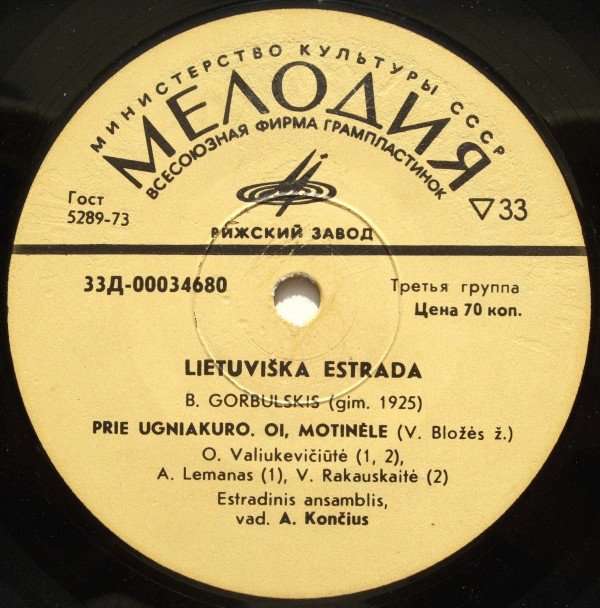 МИНИСТЕРСТВО КУЛЬТУРЫ СССР
МЕЛОДИЯ
ВСЕСОЮЗНАЯ ФИРМА ГРАМПЛАСТИНОК
Гост
5289-73
▽33
РИЖСКИЙ ЗАВОД
33Д-00034680
Третья группа
Цена 70 коп.
LIETUVIŠKA ESTRADA
B. GORBULSKIS (gim. 1925)
PRIE UGNIAKURO. OI, MOTINĖLE (V. Bložės ž.)
O. Valiukevičiūtė (1, 2),
A. Lemanas (1), V. Rakauskaitė (2)
Estradinis ansamblis,
vad. A. Končius